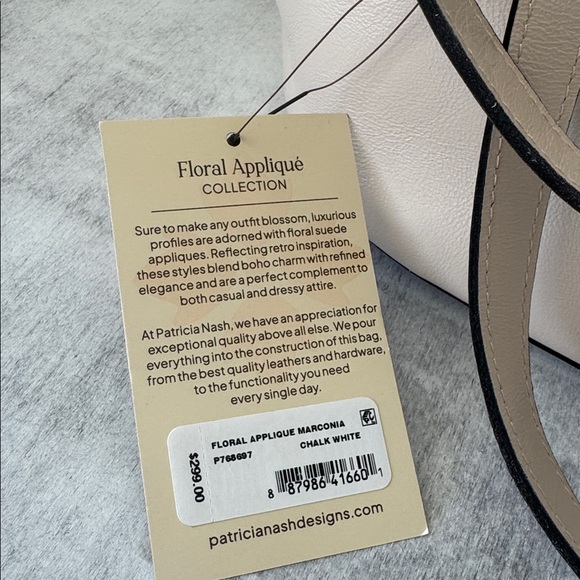 Floral Appliqué
COLLECTION
Sure to make any outfit blossom, luxurious
profiles are adorned with floral suede
appliques. Reflecting retro inspiration,
these styles blend boho charm with refined
elegance and are a perfect complement to
both casual and dressy attire.
At Patricia Nash, we have an appreciation for
exceptional quality above all else. We pour
everything into the construction of this bag,
from the best quality leathers and hardware,
to the functionality you need
every single day.
$299.00
FLORAL APPLIQUE MARCONIA
P768697 CHALK WHITE
8 87986 41660 1
patricianashdesigns.com